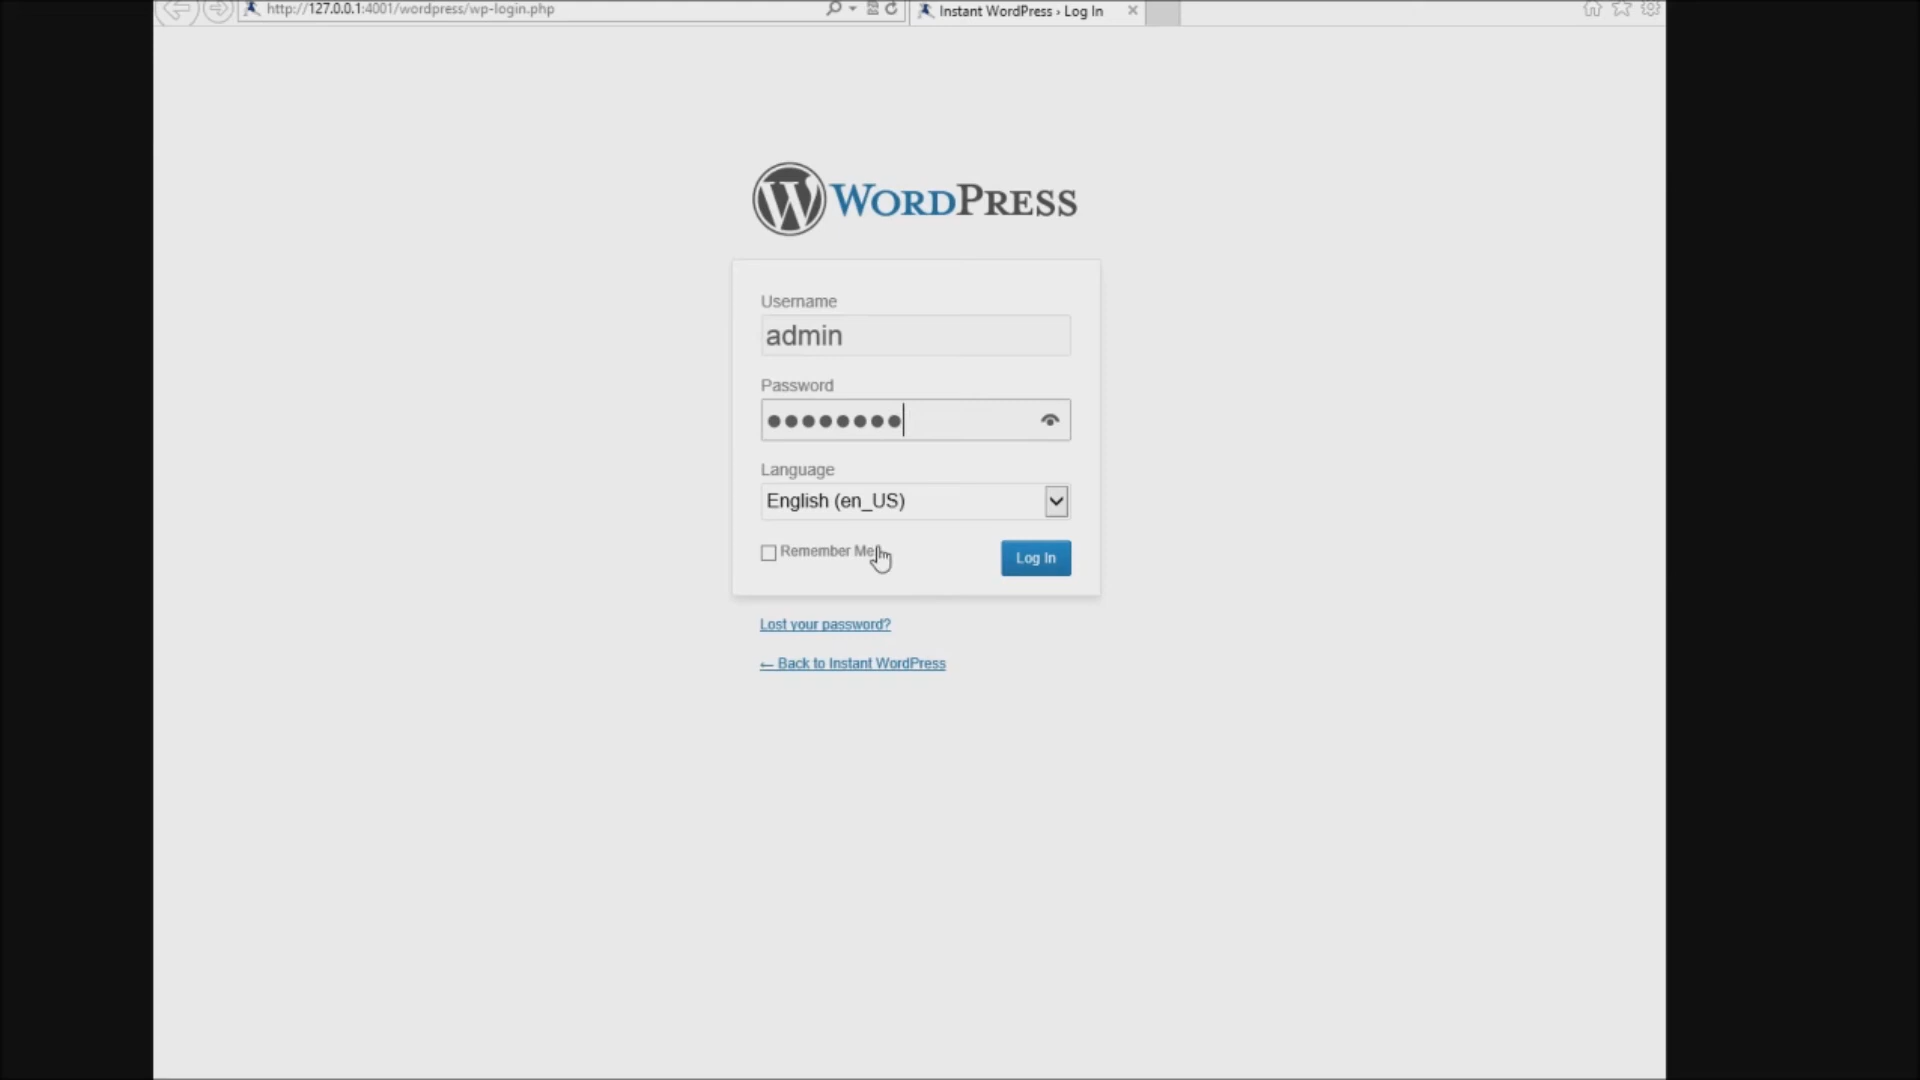 http://127.0.0.1:4001/wordpress/wp-login.php
Instant WordPress › Log In
WORDPRESS
Username
admin
Password
Language
English (en_US)
Remember Me
Log In
Lost your password?
← Back to Instant WordPress